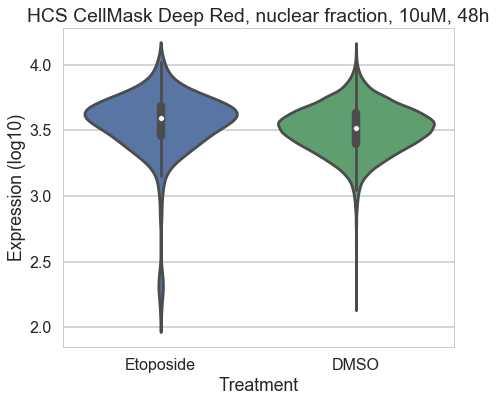 HCS CellMask Deep Red, nuclear fraction, 10uM, 48h
Expression (log10)
4.0
3.5
3.0
2.5
2.0
Etoposide DMSO
Treatment